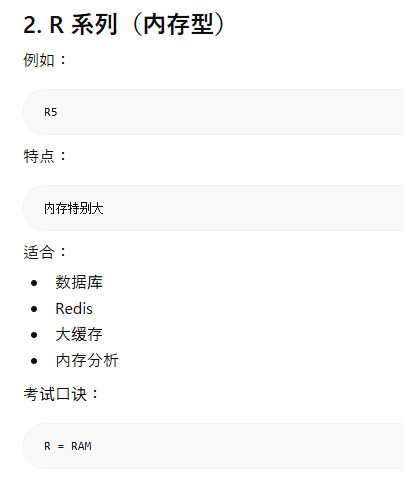 2. R 系列（内存型）
例如：
R5
特点：
内存特别大
适合：
• 数据库
• Redis
• 大缓存
• 内存分析
考试口诀：
R = RAM